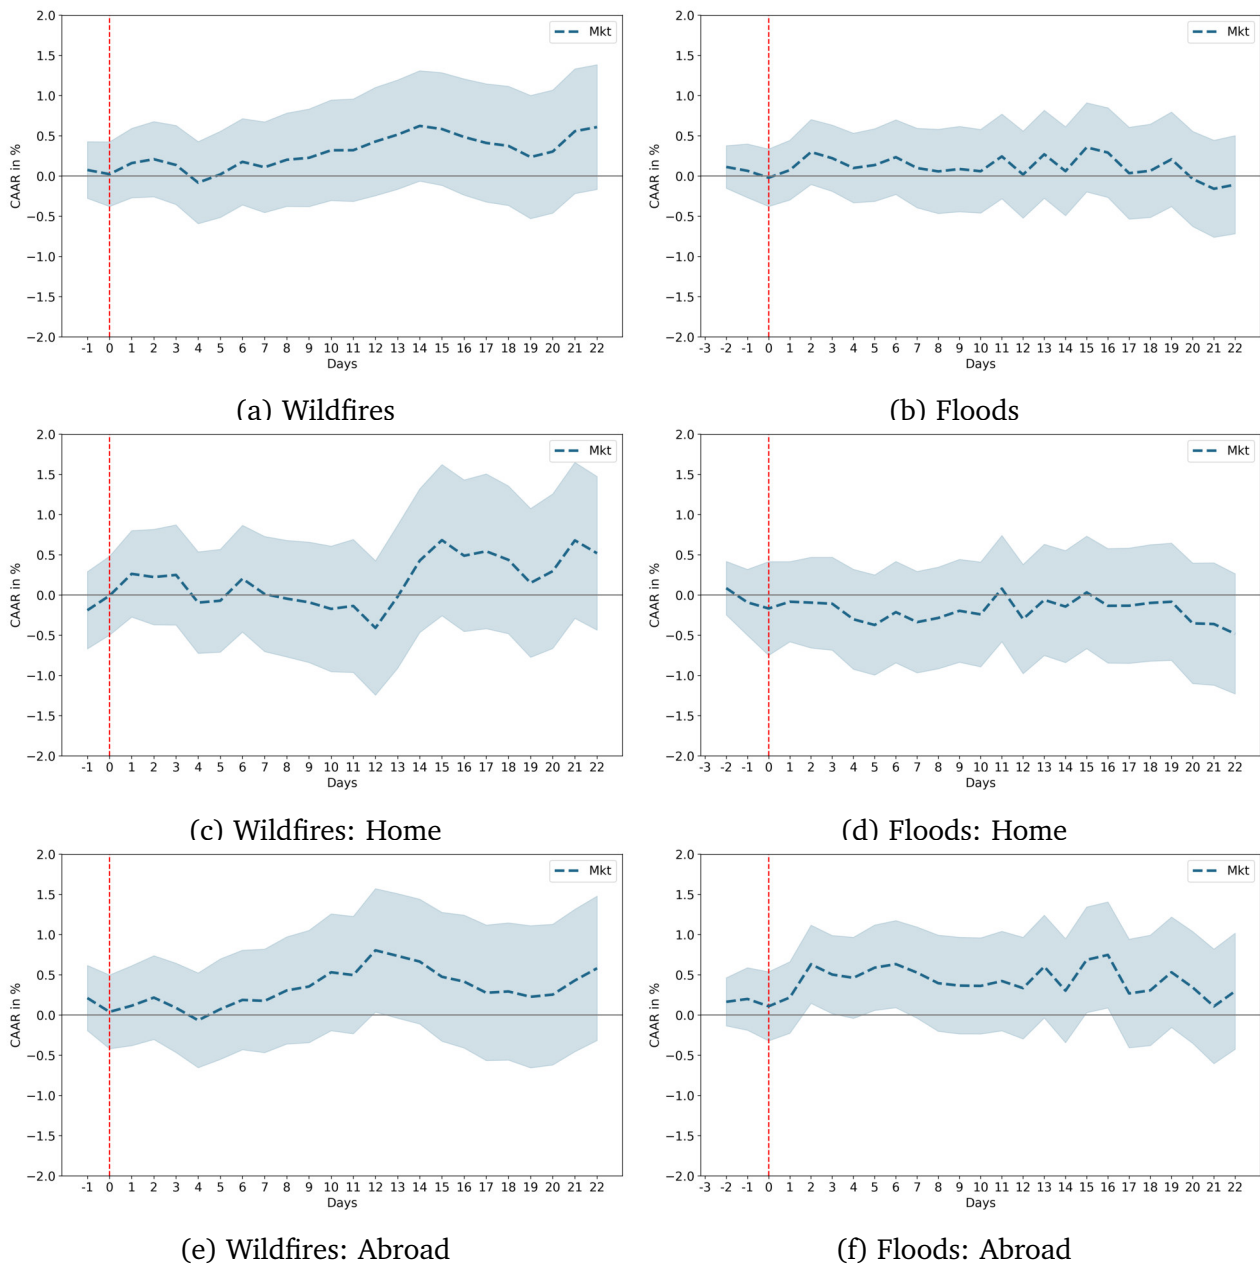 2.0
1.5
1.0
0.5
0.0
−0.5
−1.0
−1.5
−2.0
CAAR in %
Mkt
-1 0 1 2 3 4 5 6 7 8 9 10 11 12 13 14 15 16 17 18 19 20 21 22
Days
(a) Wildfires
2.0
1.5
1.0
0.5
0.0
−0.5
−1.0
−1.5
−2.0
CAAR in %
Mkt
-3 -2 -1 0 1 2 3 4 5 6 7 8 9 10 11 12 13 14 15 16 17 18 19 20 21 22
Days
(b) Floods
2.0
1.5
1.0
0.5
0.0
−0.5
−1.0
−1.5
−2.0
CAAR in %
Mkt
-1 0 1 2 3 4 5 6 7 8 9 10 11 12 13 14 15 16 17 18 19 20 21 22
Days
(c) Wildfires: Home
2.0
1.5
1.0
0.5
0.0
−0.5
−1.0
−1.5
−2.0
CAAR in %
Mkt
-3 -2 -1 0 1 2 3 4 5 6 7 8 9 10 11 12 13 14 15 16 17 18 19 20 21 22
Days
(d) Floods: Home
2.0
1.5
1.0
0.5
0.0
−0.5
−1.0
−1.5
−2.0
CAAR in %
Mkt
-1 0 1 2 3 4 5 6 7 8 9 10 11 12 13 14 15 16 17 18 19 20 21 22
Days
(e) Wildfires: Abroad
2.0
1.5
1.0
0.5
0.0
−0.5
−1.0
−1.5
−2.0
CAAR in %
Mkt
-3 -2 -1 0 1 2 3 4 5 6 7 8 9 10 11 12 13 14 15 16 17 18 19 20 21 22
Days
(f) Floods: Abroad